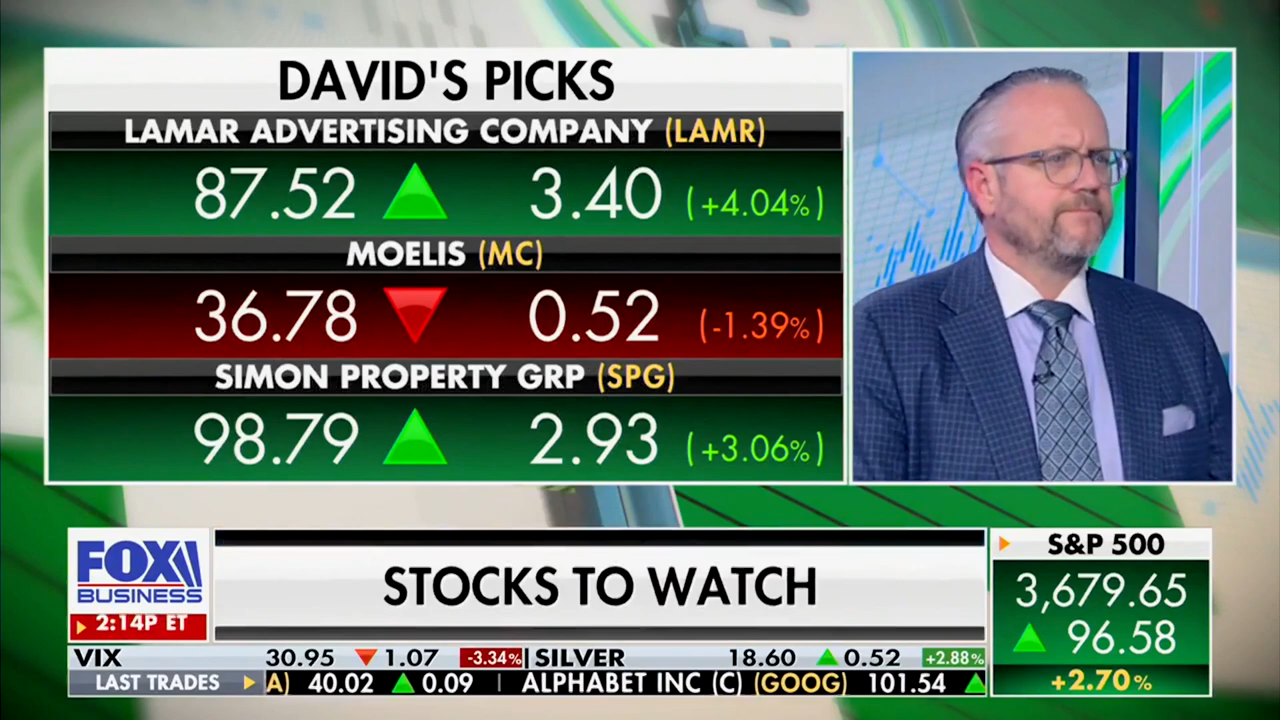 DAVID'S PICKS
LAMAR ADVERTISING COMPANY (LAMR)
87.52 ▲ 3.40 (+4.04%)
MOELIS (MC)
36.78 ▼ 0.52 (-1.39%)
SIMON PROPERTY GRP (SPG)
98.79 ▲ 2.93 (+3.06%)
FOX
BUSINESS
2:14P ET
STOCKS TO WATCH
S&P 500
3,679.65
▲ 96.58
+2.70%
VIX 30.95 ▼ 1.07 -3.34% SILVER 18.60 ▲ 0.52 +2.88%
LAST TRADES A) 40.02 ▲ 0.09 | ALPHABET INC (C) (GOOG) 101.54 ▲